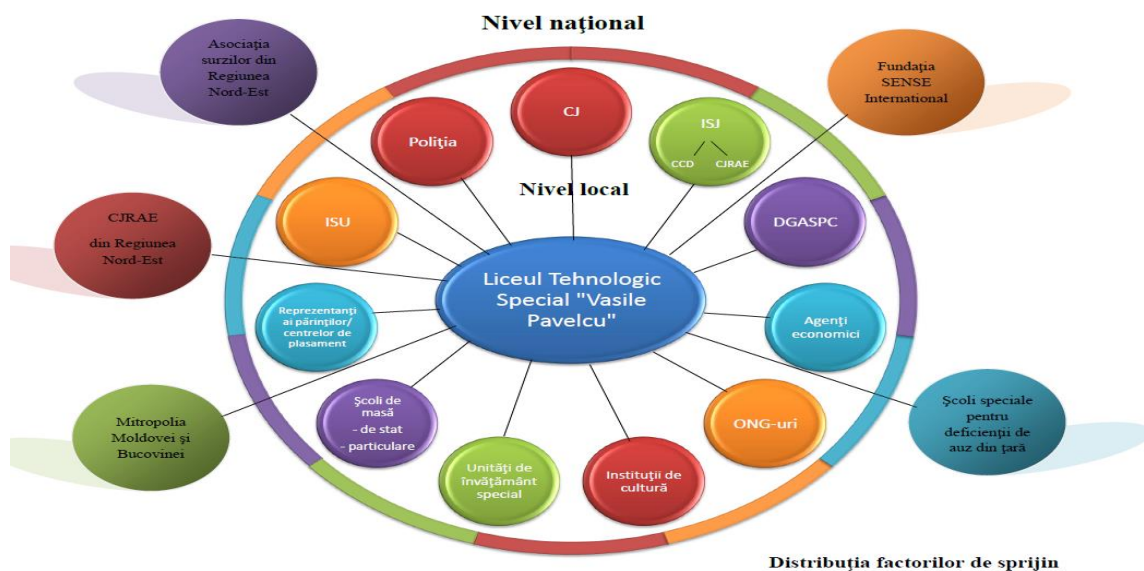 Nivel naţional
Asociaţia
surzilor din
Regiunea
Nord-Est
Fundaţia
SENSE
International
Poliţia
CJ
ISJ
CCD CJRAE
Nivel local
ISU
DGASPC
CJRAE
din Regiunea
Nord-Est
Liceul Tehnologic
Special "Vasile
Pavelcu"
Reprezentanţi
ai părinţilor/
centrelor de
plasament
Agenţi
economici
Mitropolia
Moldovei şi
Bucovinei
Şcoli de
masă
- de stat
- particulare
Unităţi de
învăţământ
special
Instituţii de
cultură
ONG-uri
Şcoli speciale
pentru
deficienţii de
auz din ţară
Distribuţia factorilor de sprijin